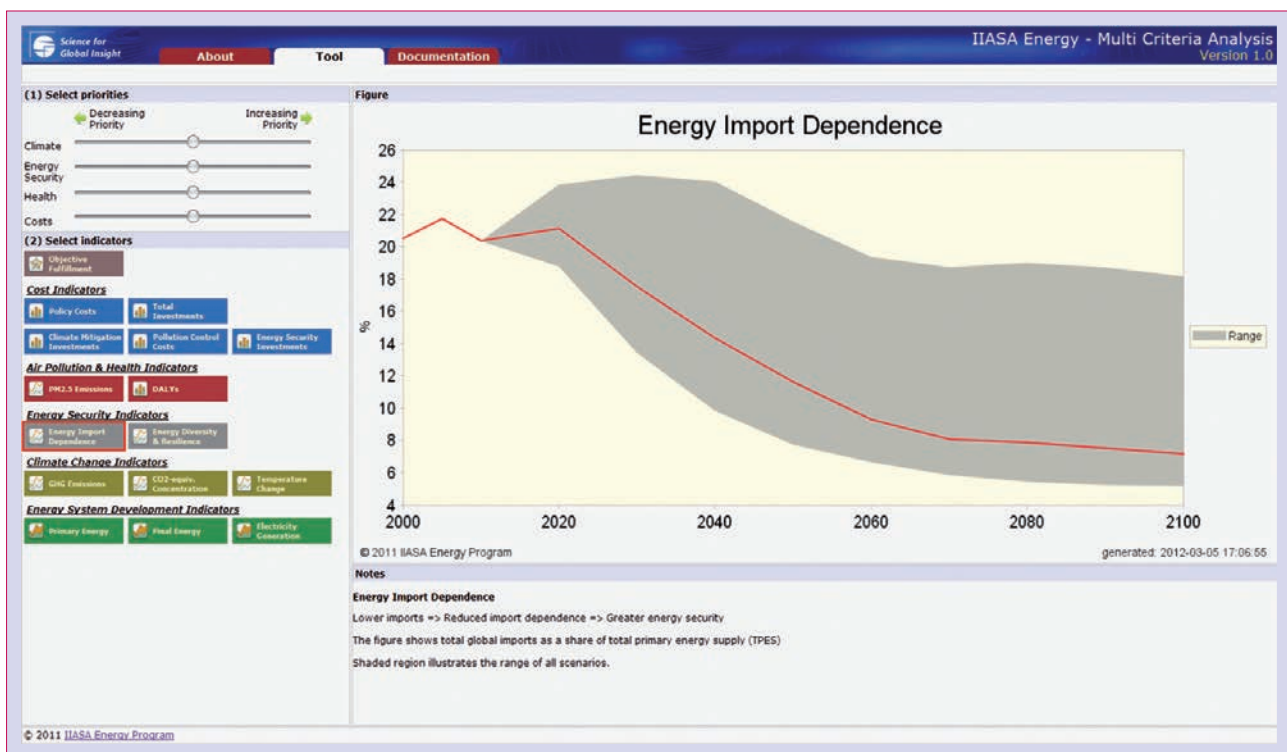 Science for
Global Insight
About
Tool
Documentation
IIASA Energy - Multi Criteria Analysis
Version 1.0
(1) Select priorities
Decreasing
Priority
Increasing
Priority
Climate
Energy
Security
Health
Costs
(2) Select indicators
Objective
Fulfillment
Cost Indicators
Policy Costs
Total
Investments
Climate Mitigation
Investments
Pollution Control
Costs
Energy Security
Investments
Air Pollution & Health Indicators
PM2.5 Emissions
DALYs
Energy Security Indicators
Energy Import
Dependence
Energy Diversity
& Resilience
Climate Change Indicators
GHG Emissions
CO2-equiv.
Concentration
Temperature
Change
Energy System Development Indicators
Primary Energy
Final Energy
Electricity
Generation
© 2011 IIASA Energy Program
Figure
Energy Import Dependence
26
24
22
20
18
16
14
12
10
8
6
4
%
2000
2020
2040
2060
2080
2100
Range
© 2011 IIASA Energy Program
generated: 2012-03-05 17:06:55
Notes
Energy Import Dependence
Lower imports => Reduced import dependence => Greater energy security
The figure shows total global imports as a share of total primary energy supply (TPES)
Shaded region illustrates the range of all scenarios.